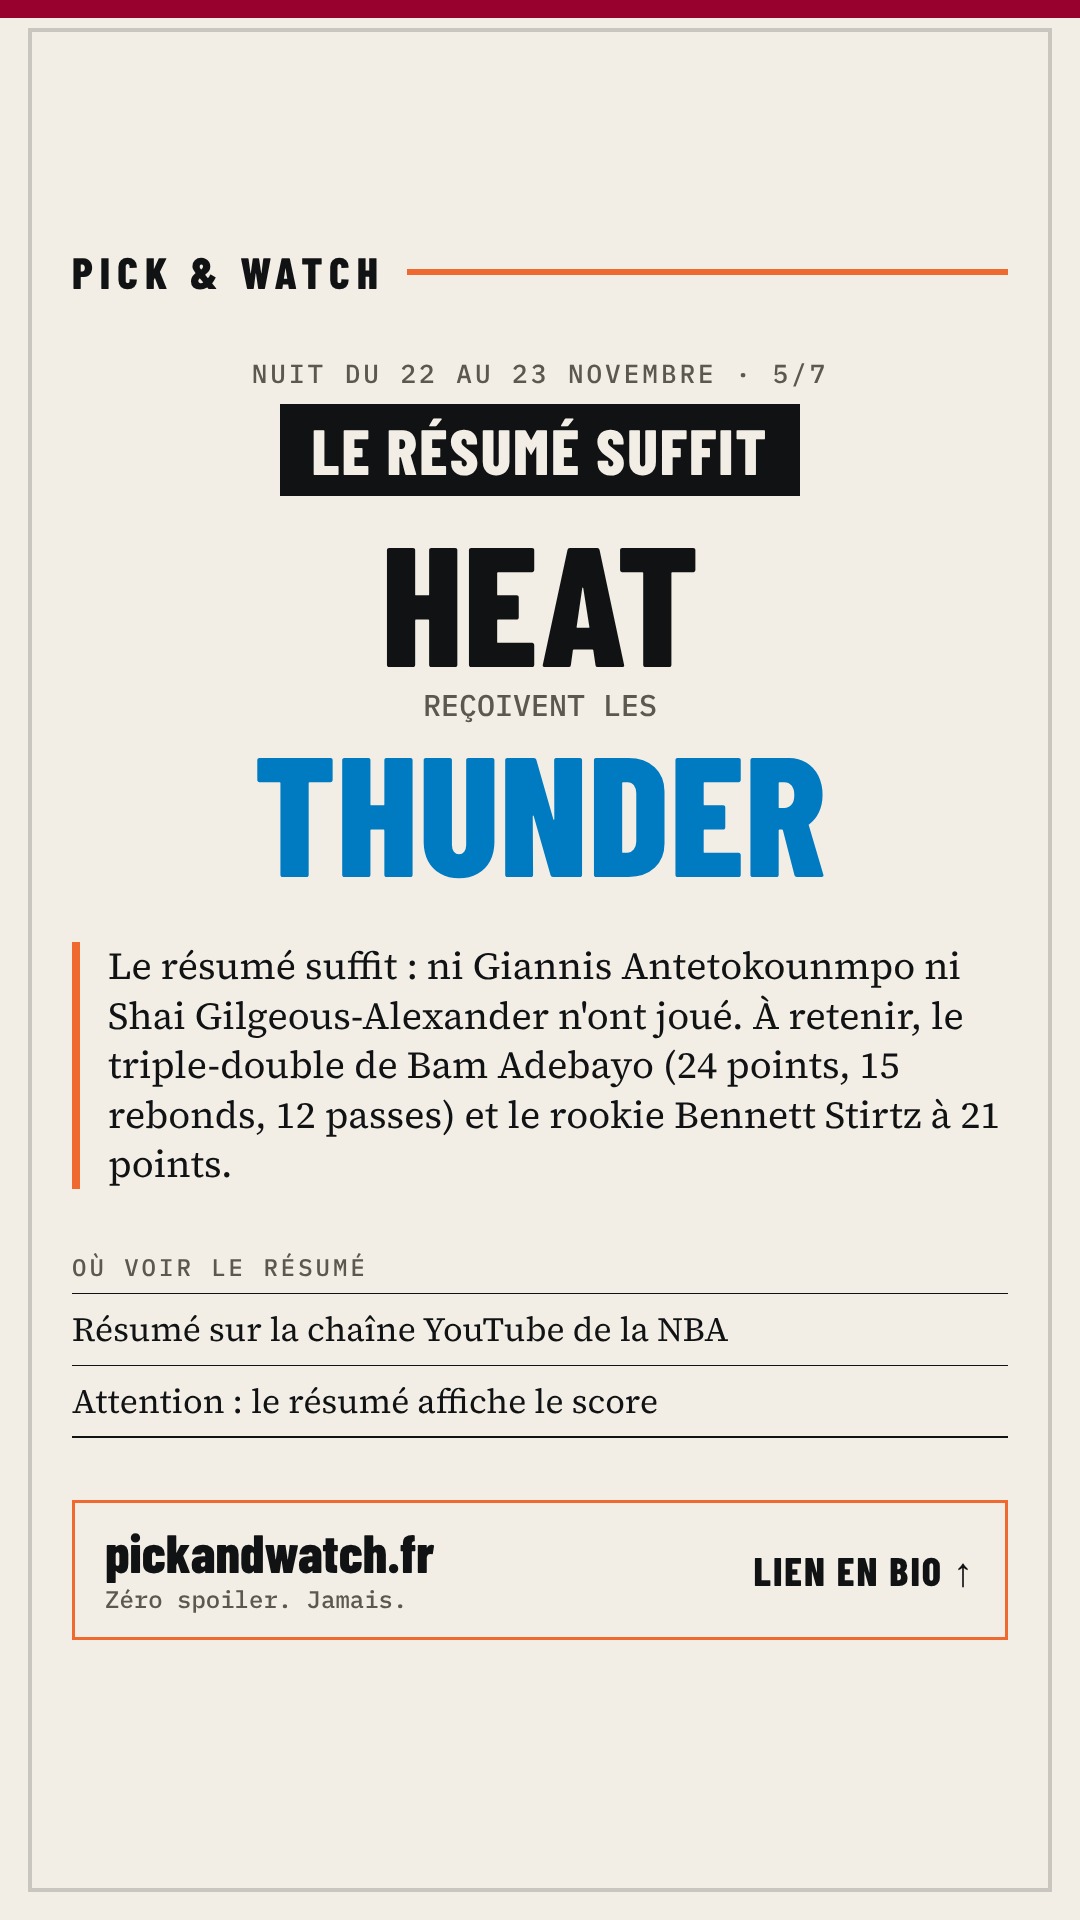 PICK & WATCH
NUIT DU 22 AU 23 NOVEMBRE · 5/7
LE RÉSUMÉ SUFFIT
HEAT
REÇOIVENT LES
THUNDER
Le résumé suffit : ni Giannis Antetokounmpo ni
Shai Gilgeous-Alexander n'ont joué. À retenir, le
triple-double de Bam Adebayo (24 points, 15
rebonds, 12 passes) et le rookie Bennett Stirtz à 21
points.
OÙ VOIR LE RÉSUMÉ
Résumé sur la chaîne YouTube de la NBA
Attention : le résumé affiche le score
pickandwatch.fr
Zéro spoiler. Jamais.
LIEN EN BIO ↑